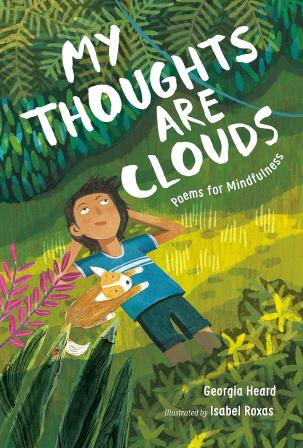 MY
THOUGHTS
ARE
CLOUDS
Poems for Mindfulness
Georgia Heard
Illustrated by Isabel Roxas